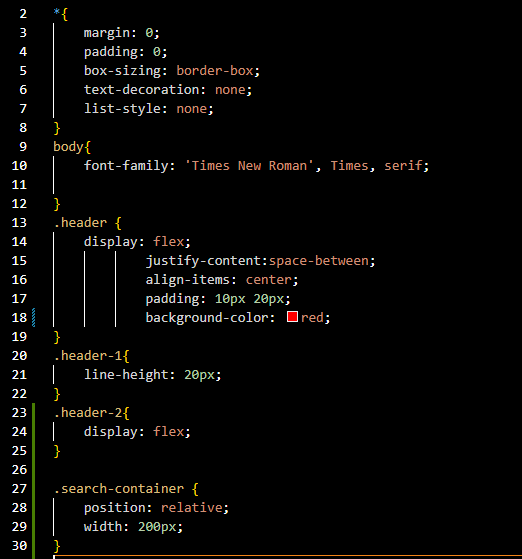 2 *{
3 margin: 0;
4 padding: 0;
5 box-sizing: border-box;
6 text-decoration: none;
7 list-style: none;
8 }
9 body{
10 font-family: 'Times New Roman', Times, serif;
11
12 }
13 .header {
14 display: flex;
15 justify-content:space-between;
16 align-items: center;
17 padding: 10px 20px;
18 background-color: red;
19 }
20 .header-1{
21 line-height: 20px;
22 }
23 .header-2{
24 display: flex;
25 }
26
27 .search-container {
28 position: relative;
29 width: 200px;
30 }